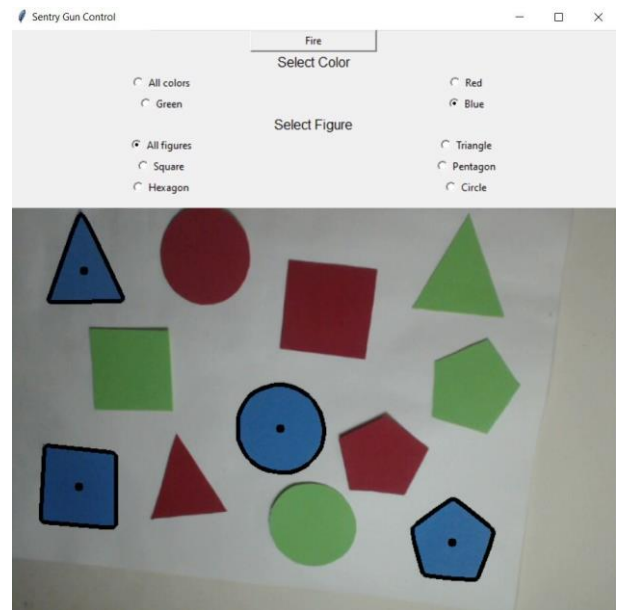 Sentry Gun Control
Fire
Select Color
All colors Red
Green Blue
Select Figure
All figures Triangle
Square Pentagon
Hexagon Circle